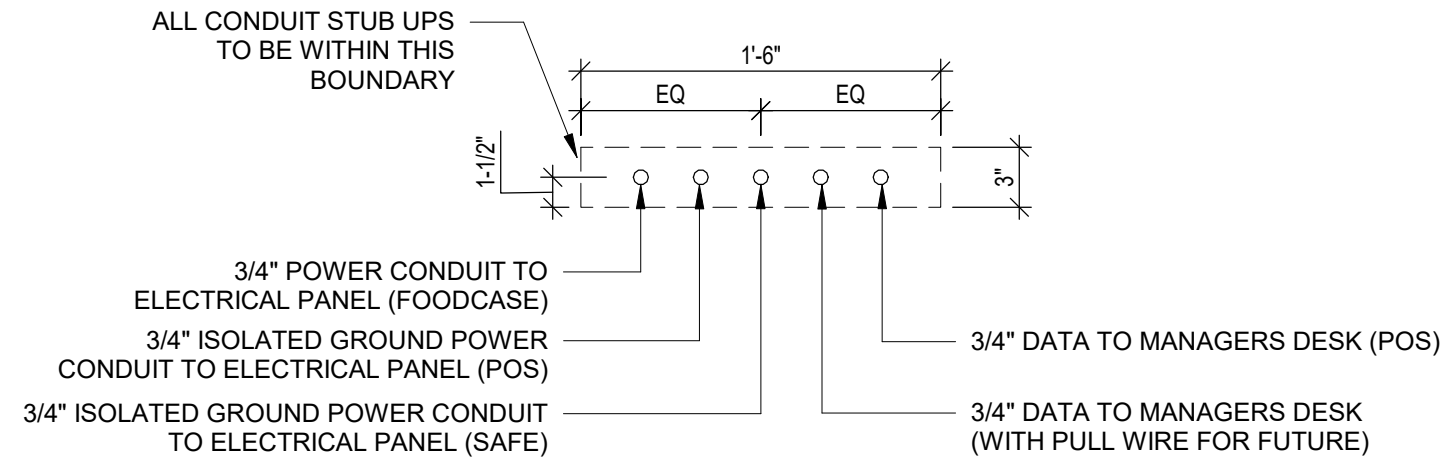 ALL CONDUIT STUB UPS
TO BE WITHIN THIS
BOUNDARY
1'-6"
EQ
EQ
1-1/2"
3"
3/4" POWER CONDUIT TO
ELECTRICAL PANEL (FOODCASE)
3/4" ISOLATED GROUND POWER
CONDUIT TO ELECTRICAL PANEL (POS)
3/4" ISOLATED GROUND POWER CONDUIT
TO ELECTRICAL PANEL (SAFE)
3/4" DATA TO MANAGERS DESK (POS)
3/4" DATA TO MANAGERS DESK
(WITH PULL WIRE FOR FUTURE)